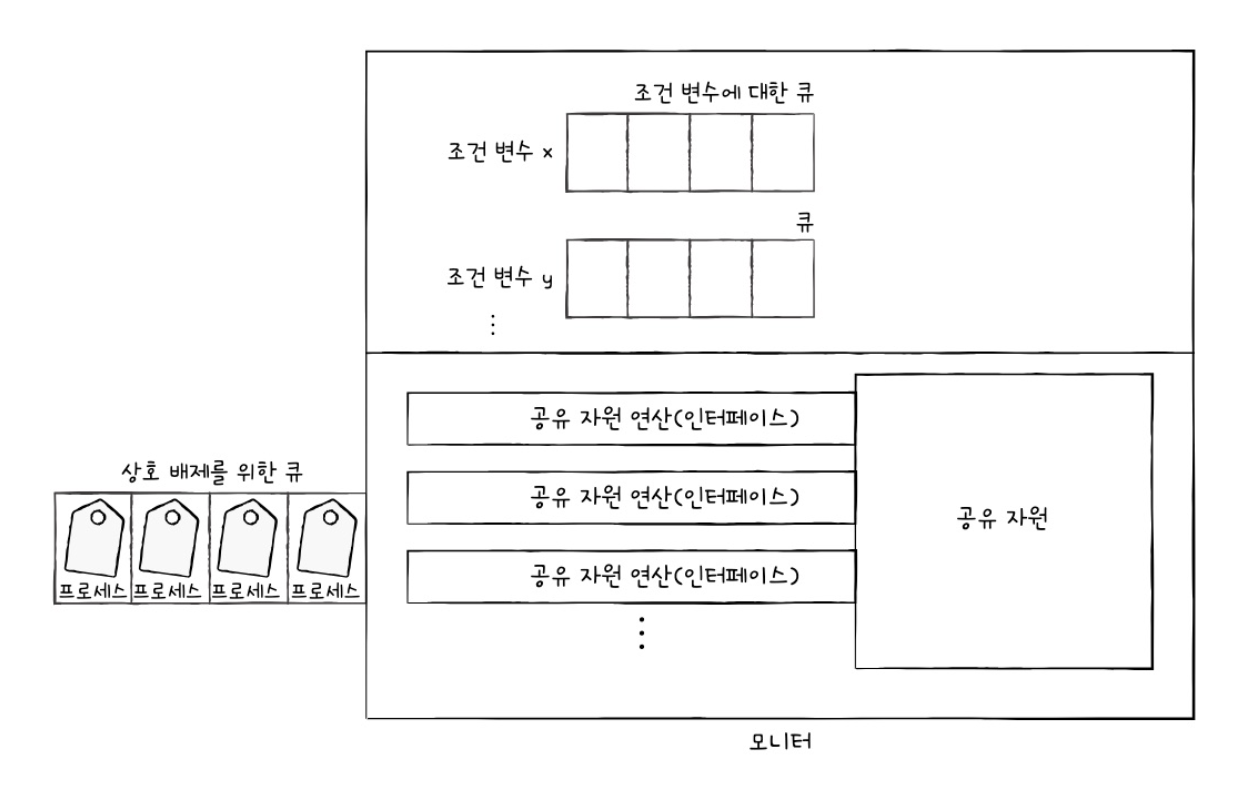 조건 변수에 대한 큐
조건 변수 x
큐
조건 변수 y
⋮
공유 자원 연산(인터페이스)
상호 배제를 위한 큐
공유 자원 연산(인터페이스)
공유 자원
공유 자원 연산(인터페이스)
프로세스 프로세스 프로세스 프로세스
⋮
모니터